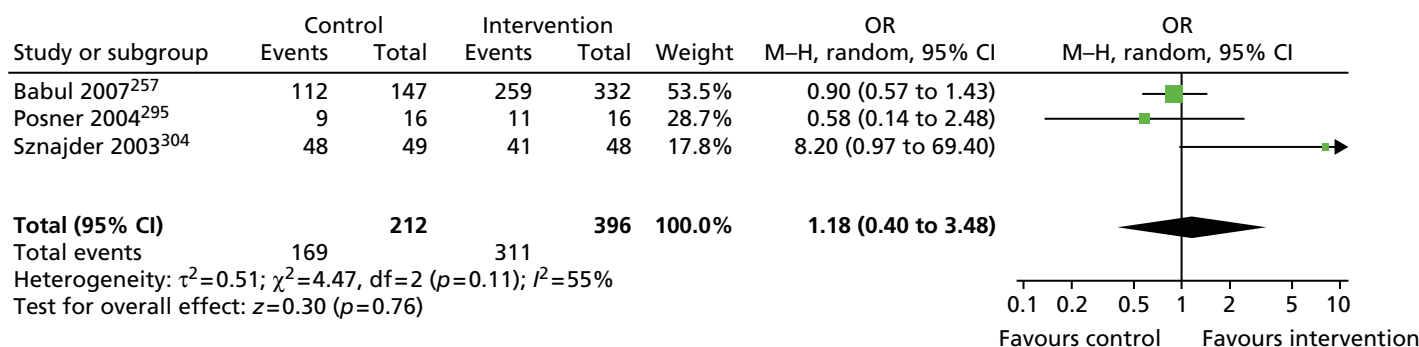 Control Intervention OR OR
Study or subgroup Events Total Events Total Weight M–H, random, 95% CI M–H, random, 95% CI
Babul 2007²⁵⁷ 112 147 259 332 53.5% 0.90 (0.57 to 1.43)
Posner 2004²⁹⁵ 9 16 11 16 28.7% 0.58 (0.14 to 2.48)
Sznajder 2003³⁰⁴ 48 49 41 48 17.8% 8.20 (0.97 to 69.40)
Total (95% CI) 212 396 100.0% 1.18 (0.40 to 3.48)
Total events 169 311
Heterogeneity: τ²=0.51; χ²=4.47, df=2 (p=0.11); I²=55%
Test for overall effect: z=0.30 (p=0.76)
0.1 0.2 0.5 1 2 5 10
Favours control Favours intervention